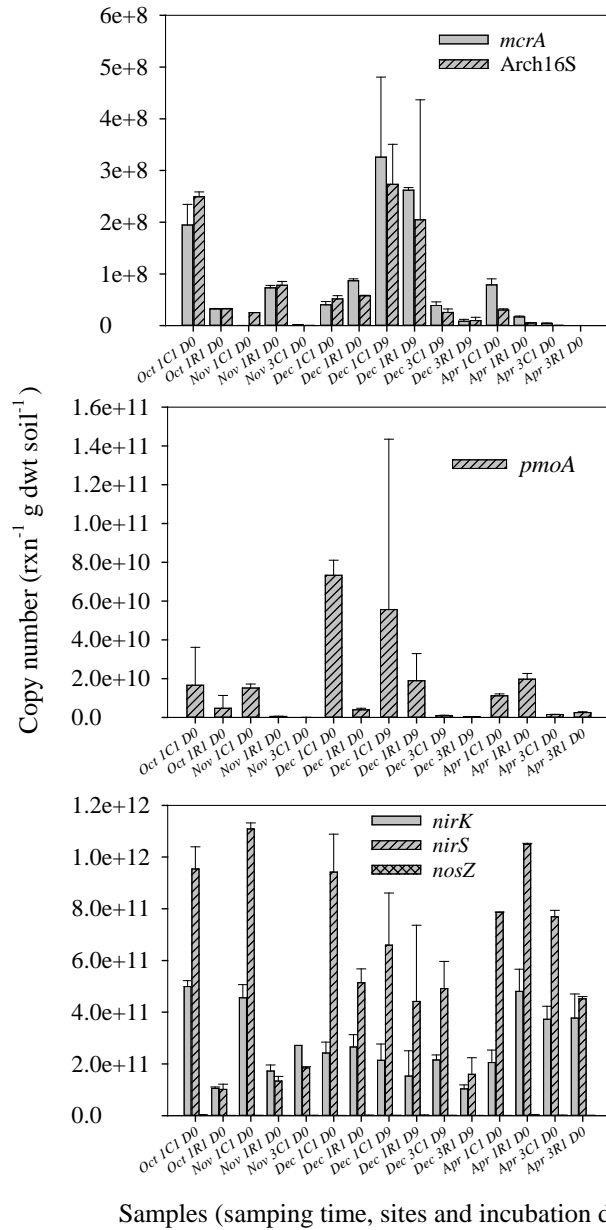 6e+8
mcrA
5e+8
Arch16S
4e+8
3e+8
2e+8
1e+8
0
Oct 1C1 D0
Oct 1R1 D0
Nov 1C1 D0
Nov 1R1 D0
Nov 3C1 D0
Dec 1C1 D0
Dec 1R1 D0
Dec 1C1 D9
Dec 1R1 D9
Dec 3C1 D9
Dec 3R1 D9
Apr 1C1 D0
Apr 1R1 D0
Apr 3C1 D0
Apr 3R1 D0
Copy number (rxn-1 g dwt soil-1)
1.6e+11
1.4e+11
pmoA
1.2e+11
1.0e+11
8.0e+10
6.0e+10
4.0e+10
2.0e+10
0.0
Oct 1C1 D0
Oct 1R1 D0
Nov 1C1 D0
Nov 1R1 D0
Nov 3C1 D0
Dec 1C1 D0
Dec 1R1 D0
Dec 1C1 D9
Dec 1R1 D9
Dec 3C1 D9
Dec 3R1 D9
Apr 1C1 D0
Apr 1R1 D0
Apr 3C1 D0
Apr 3R1 D0
1.2e+12
nirK
nirS
1.0e+12
nosZ
8.0e+11
6.0e+11
4.0e+11
2.0e+11
0.0
Oct 1C1 D0
Oct 1R1 D0
Nov 1C1 D0
Nov 1R1 D0
Nov 3C1 D0
Dec 1C1 D0
Dec 1R1 D0
Dec 1C1 D9
Dec 1R1 D9
Dec 3C1 D9
Dec 3R1 D9
Apr 1C1 D0
Apr 1R1 D0
Apr 3C1 D0
Apr 3R1 D0
Samples (samping time, sites and incubation d